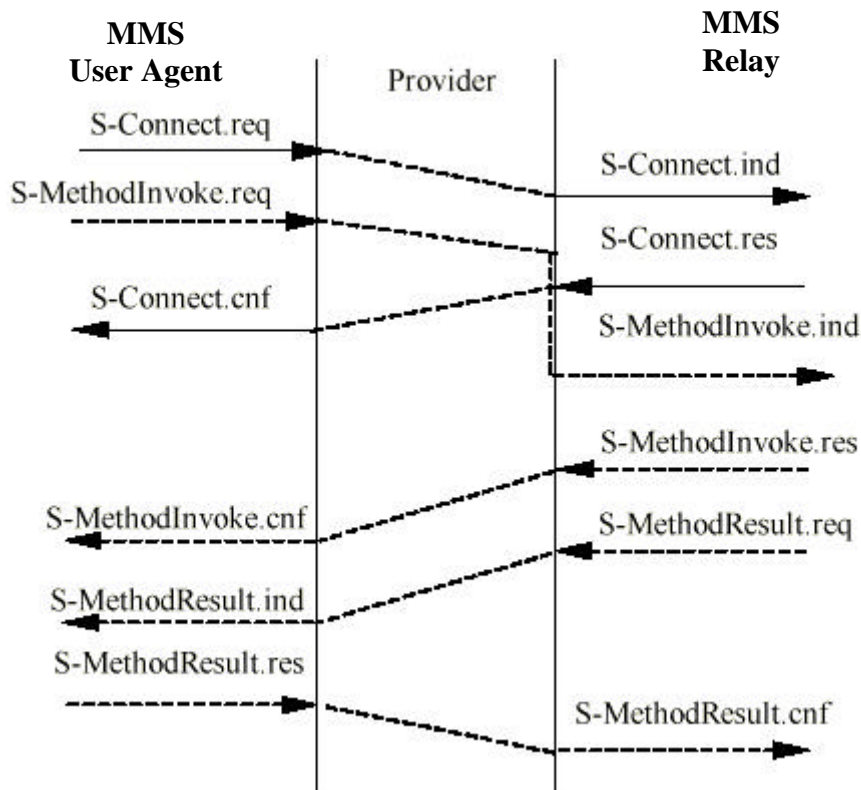 MMS
User Agent
Provider
MMS
Relay
S-Connect.req
S-Connect.ind
S-MethodInvoke.req
S-Connect.res
S-Connect.cnf
S-MethodInvoke.ind
S-MethodInvoke.res
S-MethodInvoke.cnf
S-MethodResult.req
S-MethodResult.ind
S-MethodResult.res
S-MethodResult.cnf